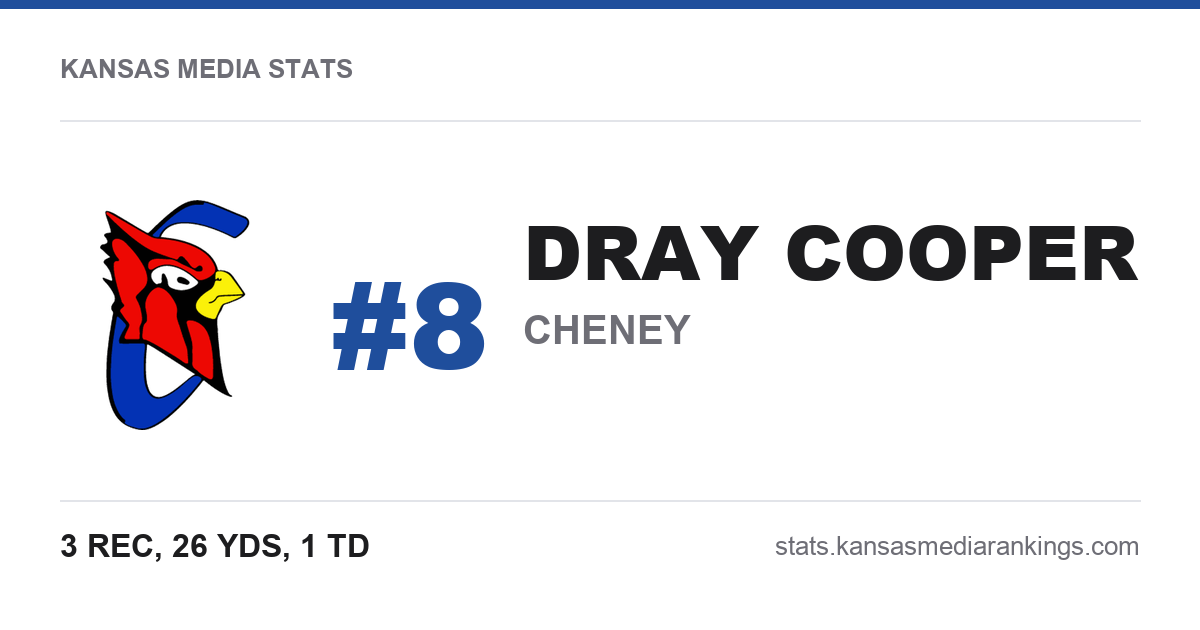 KANSAS MEDIA STATS
#8
DRAY COOPER
CHENEY
3 REC, 26 YDS, 1 TD
stats.kansasmediarankings.com